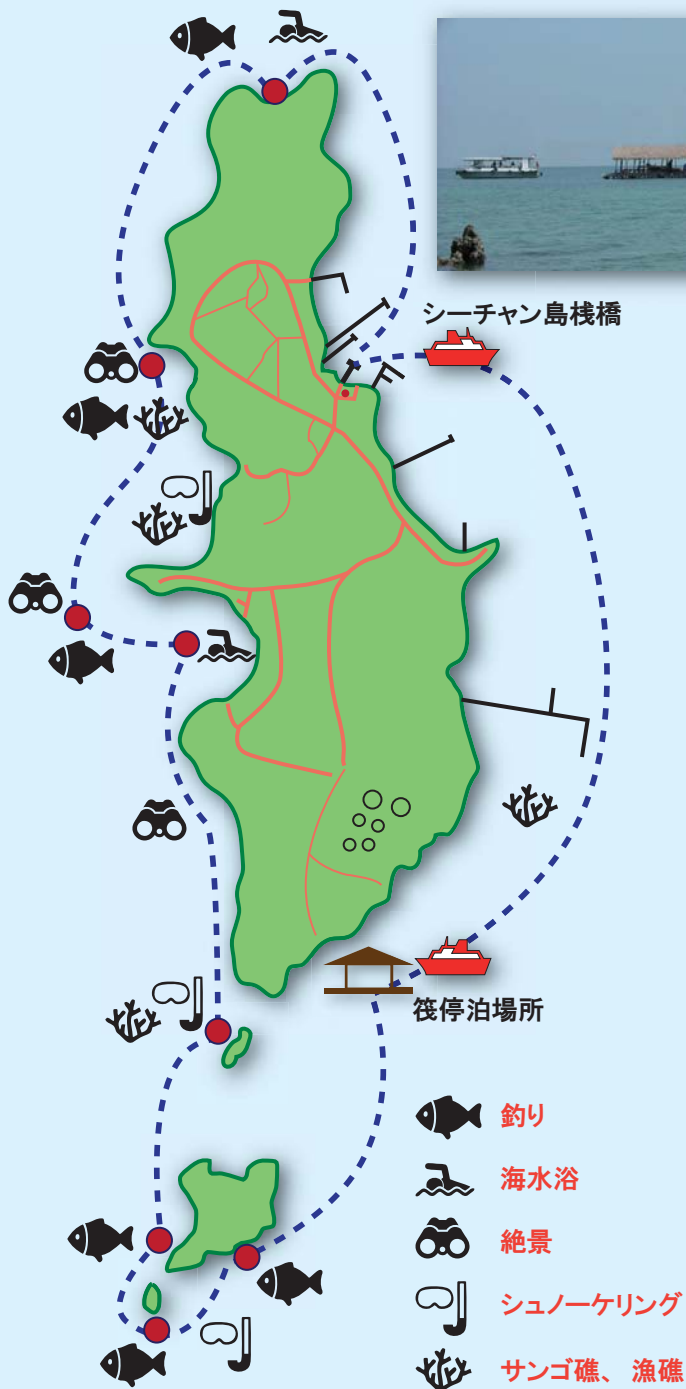 シーチャン島桟橋
筏停泊場所
釣り
海水浴
絶景
シュノーケリング
サンゴ礁、漁礁